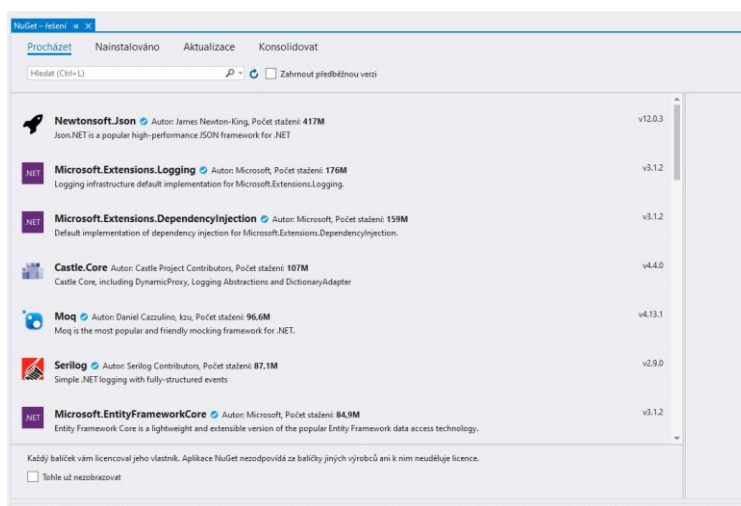 NuGet – řešení
Procházet Nainstalováno Aktualizace Konsolidovat
Hledat (Ctrl+L) Zahrnout předběžnou verzi
Newtonsoft.Json Autor: James Newton-King, Počet stažení: 417M v12.0.3
Json.NET is a popular high-performance JSON framework for .NET
.NET Microsoft.Extensions.Logging Autor: Microsoft, Počet stažení: 176M v3.1.2
Logging infrastructure default implementation for Microsoft.Extensions.Logging.
.NET Microsoft.Extensions.DependencyInjection Autor: Microsoft, Počet stažení: 159M v3.1.2
Default implementation of dependency injection for Microsoft.Extensions.DependencyInjection.
Castle.Core Autor: Castle Project Contributors, Počet stažení: 107M v4.4.0
Castle Core, including DynamicProxy, Logging Abstractions and DictionaryAdapter
Moq Autor: Daniel Cazzulino, kzu, Počet stažení: 96,6M v4.13.1
Moq is the most popular and friendly mocking framework for .NET.
Serilog Autor: Serilog Contributors, Počet stažení: 87,1M v2.9.0
Simple .NET logging with fully-structured events
.NET Microsoft.EntityFrameworkCore Autor: Microsoft, Počet stažení: 84,9M v3.1.2
Entity Framework Core is a lightweight and extensible version of the popular Entity Framework data access technology.
Každý balíček vám licencoval jeho vlastník. Aplikace NuGet nezodpovídá za balíčky jiných výrobců ani k nim neuděluje licence.
Tohle už nezobrazovat